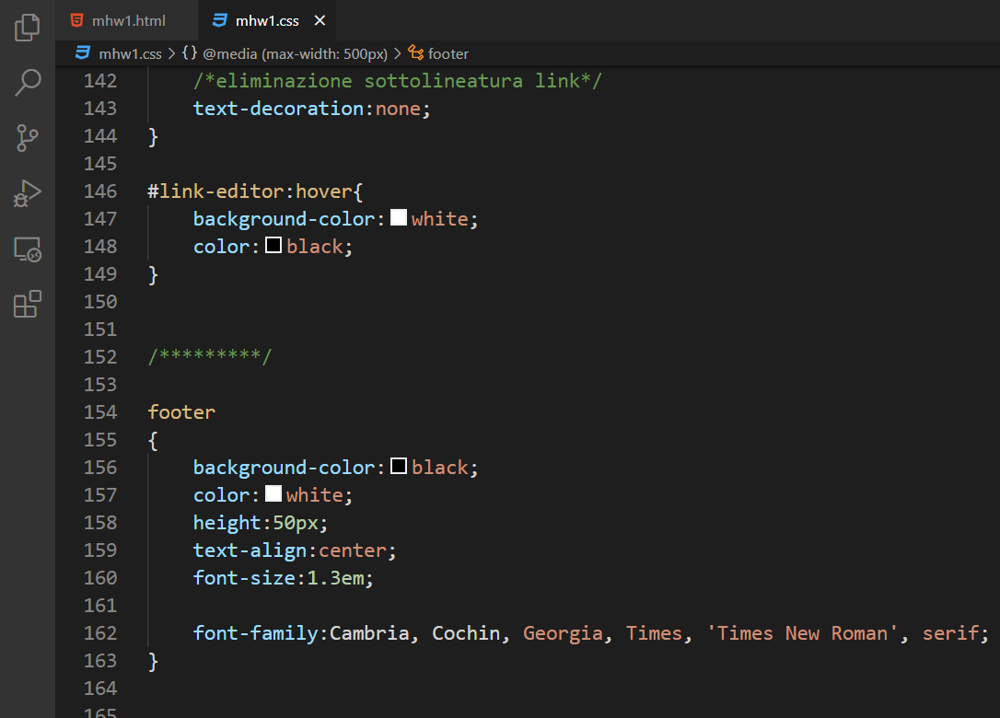 mhw1.html mhw1.css
mhw1.css > {} @media (max-width: 500px) > footer
142 /*eliminazione sottolineatura link*/
143 text-decoration:none;
144 }
145
146 #link-editor:hover{
147 background-color:white;
148 color:black;
149 }
150
151
152 /*********/
153
154 footer
155 {
156 background-color:black;
157 color:white;
158 height:50px;
159 text-align:center;
160 font-size:1.3em;
161
162 font-family:Cambria, Cochin, Georgia, Times, 'Times New Roman', serif;
163 }
164
165